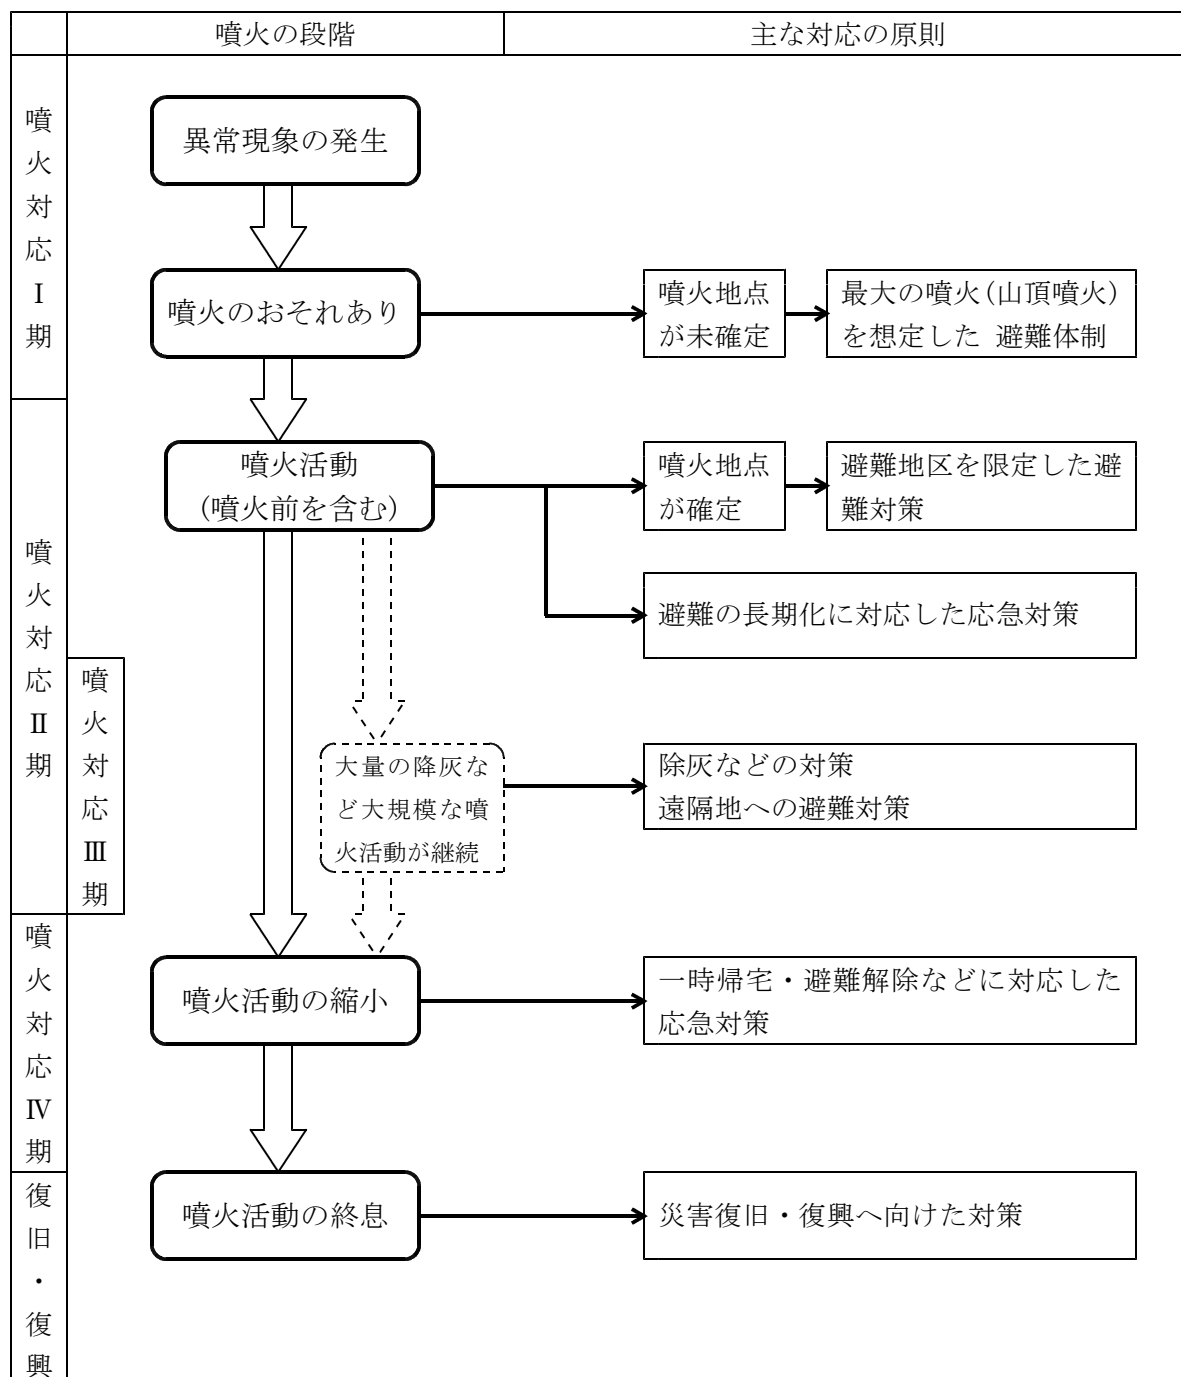 噴火の段階
主な対応の原則
噴火対応Ⅰ期
異常現象の発生
噴火のおそれあり
噴火地点
が未確定
最大の噴火(山頂噴火)
を想定した 避難体制
噴火対応Ⅱ期
噴火活動
(噴火前を含む)
噴火地点
が確定
避難地区を限定した避
難対策
避難の長期化に対応した応急対策
噴火対応Ⅲ期
大量の降灰な
ど大規模な噴
火活動が継続
除灰などの対策
遠隔地への避難対策
噴火対応Ⅳ期
噴火活動の縮小
一時帰宅・避難解除などに対応した
応急対策
復旧・復興
噴火活動の終息
災害復旧・復興へ向けた対策